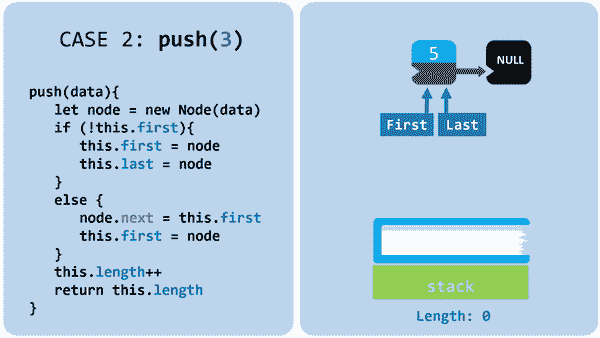 CASE 2: push(3)
push(data){
let node = new Node(data)
if (!this.first){
this.first = node
this.last = node
}
else {
node.next = this.first
this.first = node
}
this.length++
return this.length
}
5
NULL
First Last
stack
Length: 0